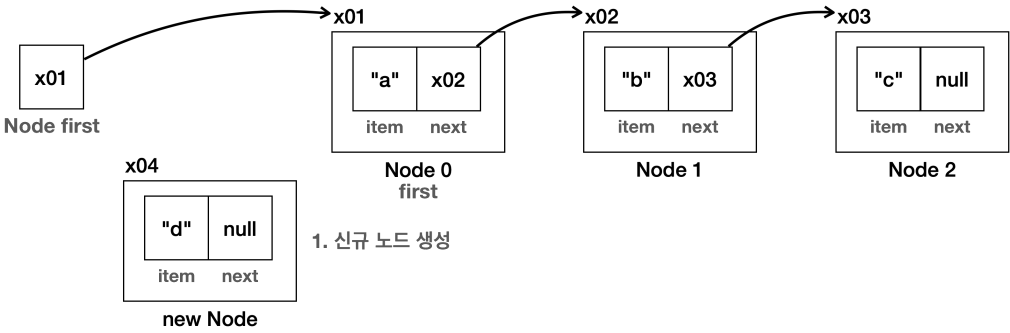 x01 x02 x03
x01 "a" x02 "b" x03 "c" null
Node first item next item next item next
x04 Node 0 Node 1 Node 2
first
"d" null 1. 신규 노드 생성
item next
new Node